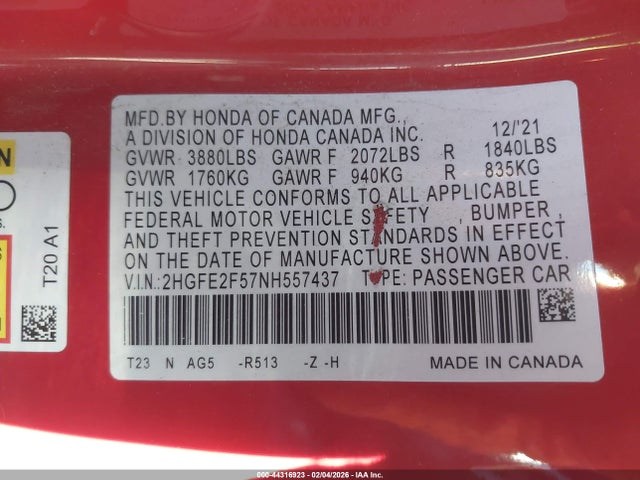 MFD.BY HONDA OF CANADA MFG.,
A DIVISION OF HONDA CANADA INC. 12/'21
GVWR 3880LBS GAWR F 2072LBS R 1840LBS
GVWR 1760KG GAWR F 940KG R 835KG
THIS VEHICLE CONFORMS TO ALL APPLICABLE
FEDERAL MOTOR VEHICLE SAFETY , BUMPER ,
AND THEFT PREVENTION STANDARDS IN EFFECT
ON THE DATE OF MANUFACTURE SHOWN ABOVE.
V.I.N:2HGFE2F57NH557437 TYPE: PASSENGER CAR
T23 N AG5 -R513 -Z -H MADE IN CANADA
T20 A1
000-44316923 - 02/04/2026 - IAA Inc.